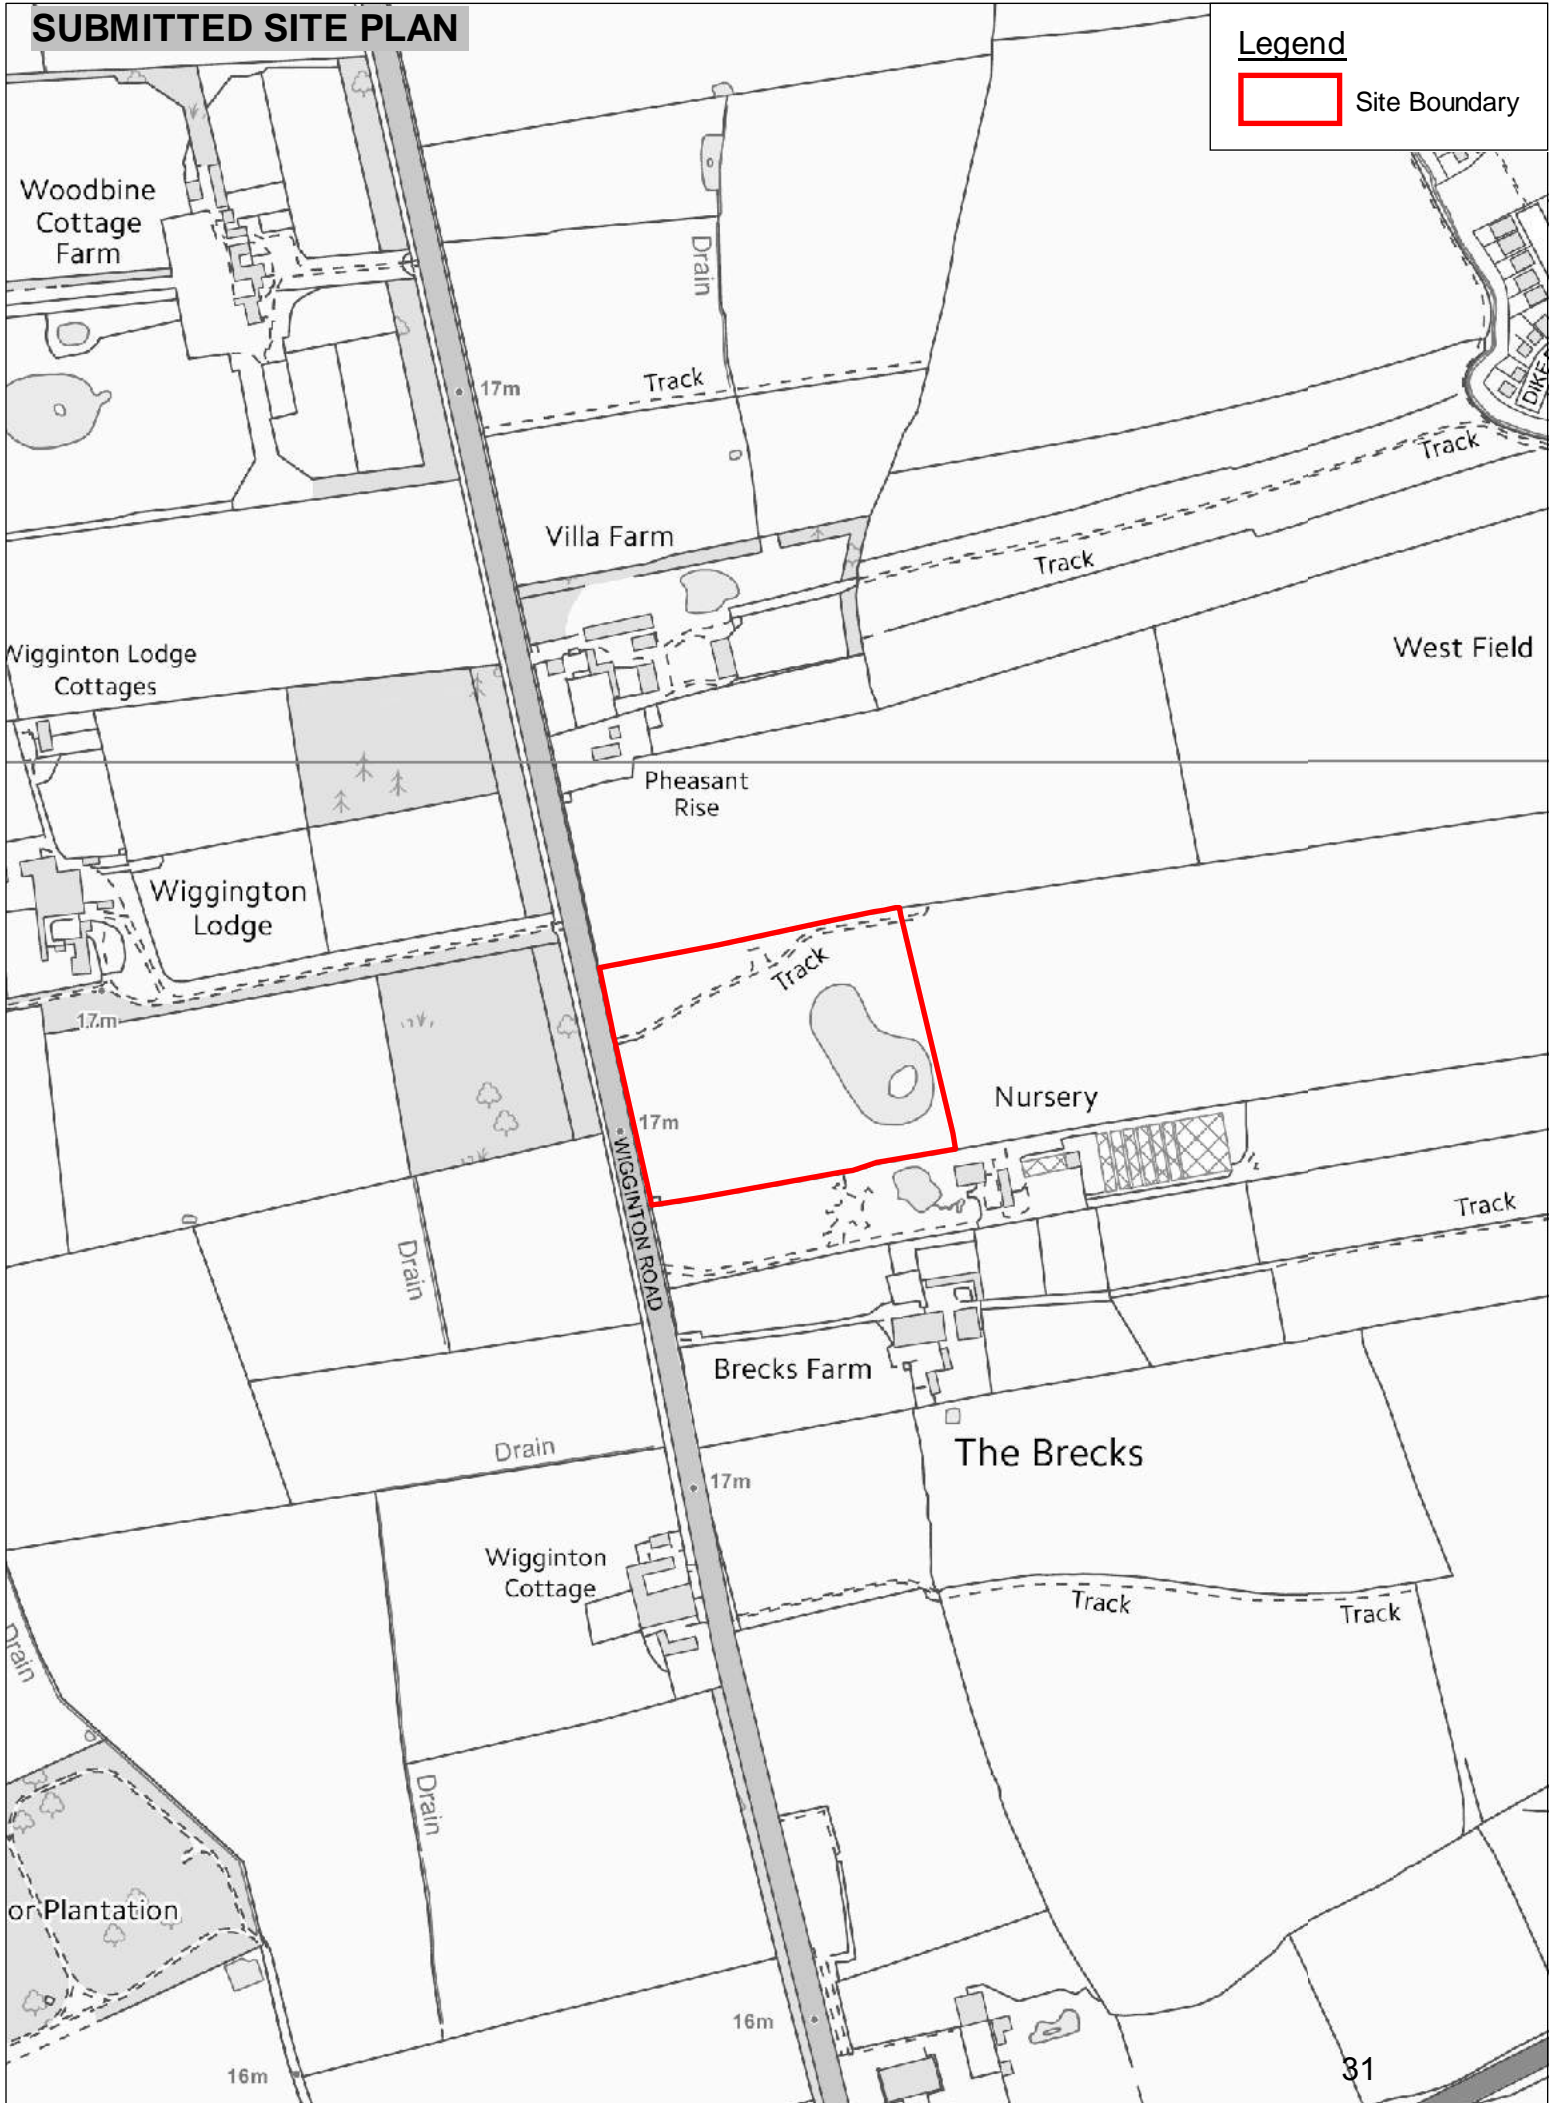 SUBMITTED SITE PLAN
Legend
Site Boundary
Woodbine
Cottage
Farm
Drain
17m
Track
DIKE
Track
Villa Farm
Track
West Field
Wigginton Lodge
Cottages
Pheasant
Rise
Wiggington
Lodge
Track
17m
Nursery
17m
WIGGINTON ROAD
Track
Drain
Brecks Farm
The Brecks
Drain
17m
Wigginton
Cottage
Track
Track
Drain
Drain
or Plantation
16m
16m
31